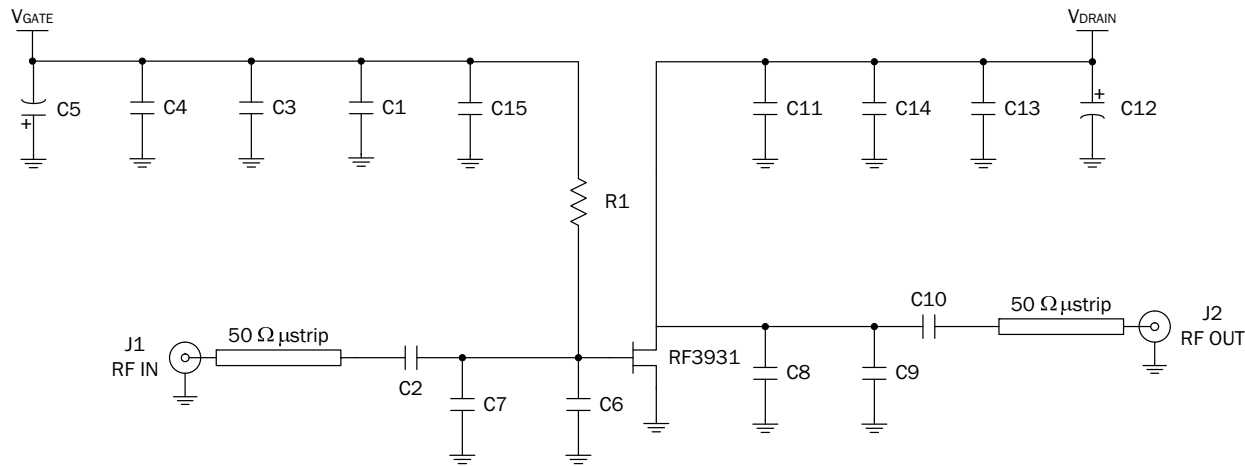 VGATE
VDRAIN
C5
+
C4
C3
C1
C15
C11
C14
C13
+
C12
R1
C10
50 Ω μstrip
J2
RF OUT
J1
RF IN
50 Ω μstrip
C2
RF3931
C7
C6
C8
C9